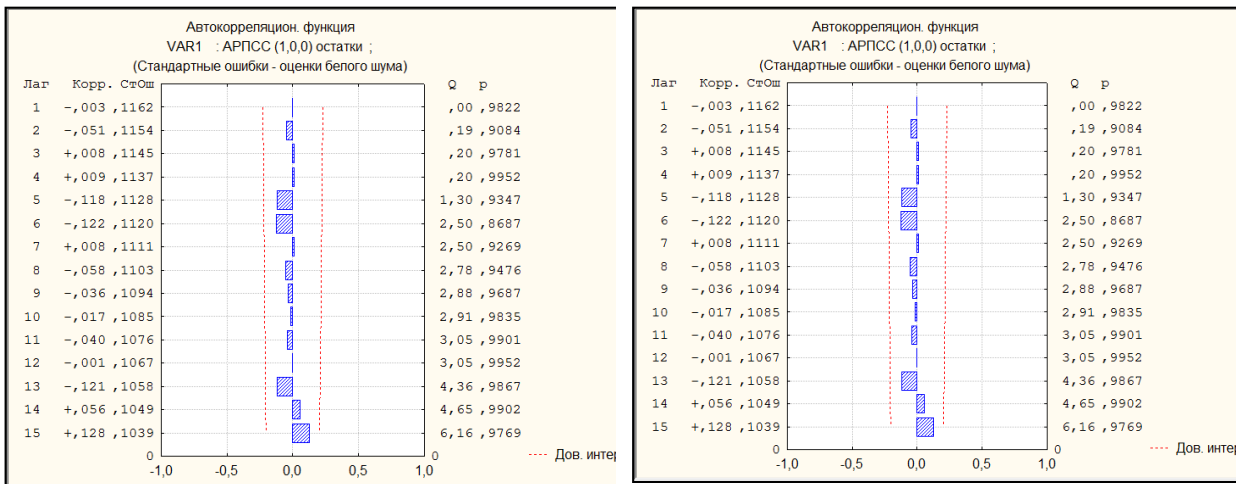 Автокорреляцион. функция
VAR1 : АРПСС (1,0,0) остатки ;
(Стандартные ошибки - оценки белого шума)
Лаг Корр. СтОш Q p
1 -,003 ,1162 ,00 ,9822
2 -,051 ,1154 ,19 ,9084
3 +,008 ,1145 ,20 ,9781
4 +,009 ,1137 ,20 ,9952
5 -,118 ,1128 1,30 ,9347
6 -,122 ,1120 2,50 ,8687
7 +,008 ,1111 2,50 ,9269
8 -,058 ,1103 2,78 ,9476
9 -,036 ,1094 2,88 ,9687
10 -,017 ,1085 2,91 ,9835
11 -,040 ,1076 3,05 ,9901
12 -,001 ,1067 3,05 ,9952
13 -,121 ,1058 4,36 ,9867
14 +,056 ,1049 4,65 ,9902
15 +,128 ,1039 6,16 ,9769
0 0
-1,0 -0,5 0,0 0,5 1,0
Дов. интер
Автокорреляцион. функция
VAR1 : АРПСС (1,0,0) остатки ;
(Стандартные ошибки - оценки белого шума)
Лаг Корр. СтОш Q p
1 -,003 ,1162 ,00 ,9822
2 -,051 ,1154 ,19 ,9084
3 +,008 ,1145 ,20 ,9781
4 +,009 ,1137 ,20 ,9952
5 -,118 ,1128 1,30 ,9347
6 -,122 ,1120 2,50 ,8687
7 +,008 ,1111 2,50 ,9269
8 -,058 ,1103 2,78 ,9476
9 -,036 ,1094 2,88 ,9687
10 -,017 ,1085 2,91 ,9835
11 -,040 ,1076 3,05 ,9901
12 -,001 ,1067 3,05 ,9952
13 -,121 ,1058 4,36 ,9867
14 +,056 ,1049 4,65 ,9902
15 +,128 ,1039 6,16 ,9769
0 0
-1,0 -0,5 0,0 0,5 1,0
Дов. интер